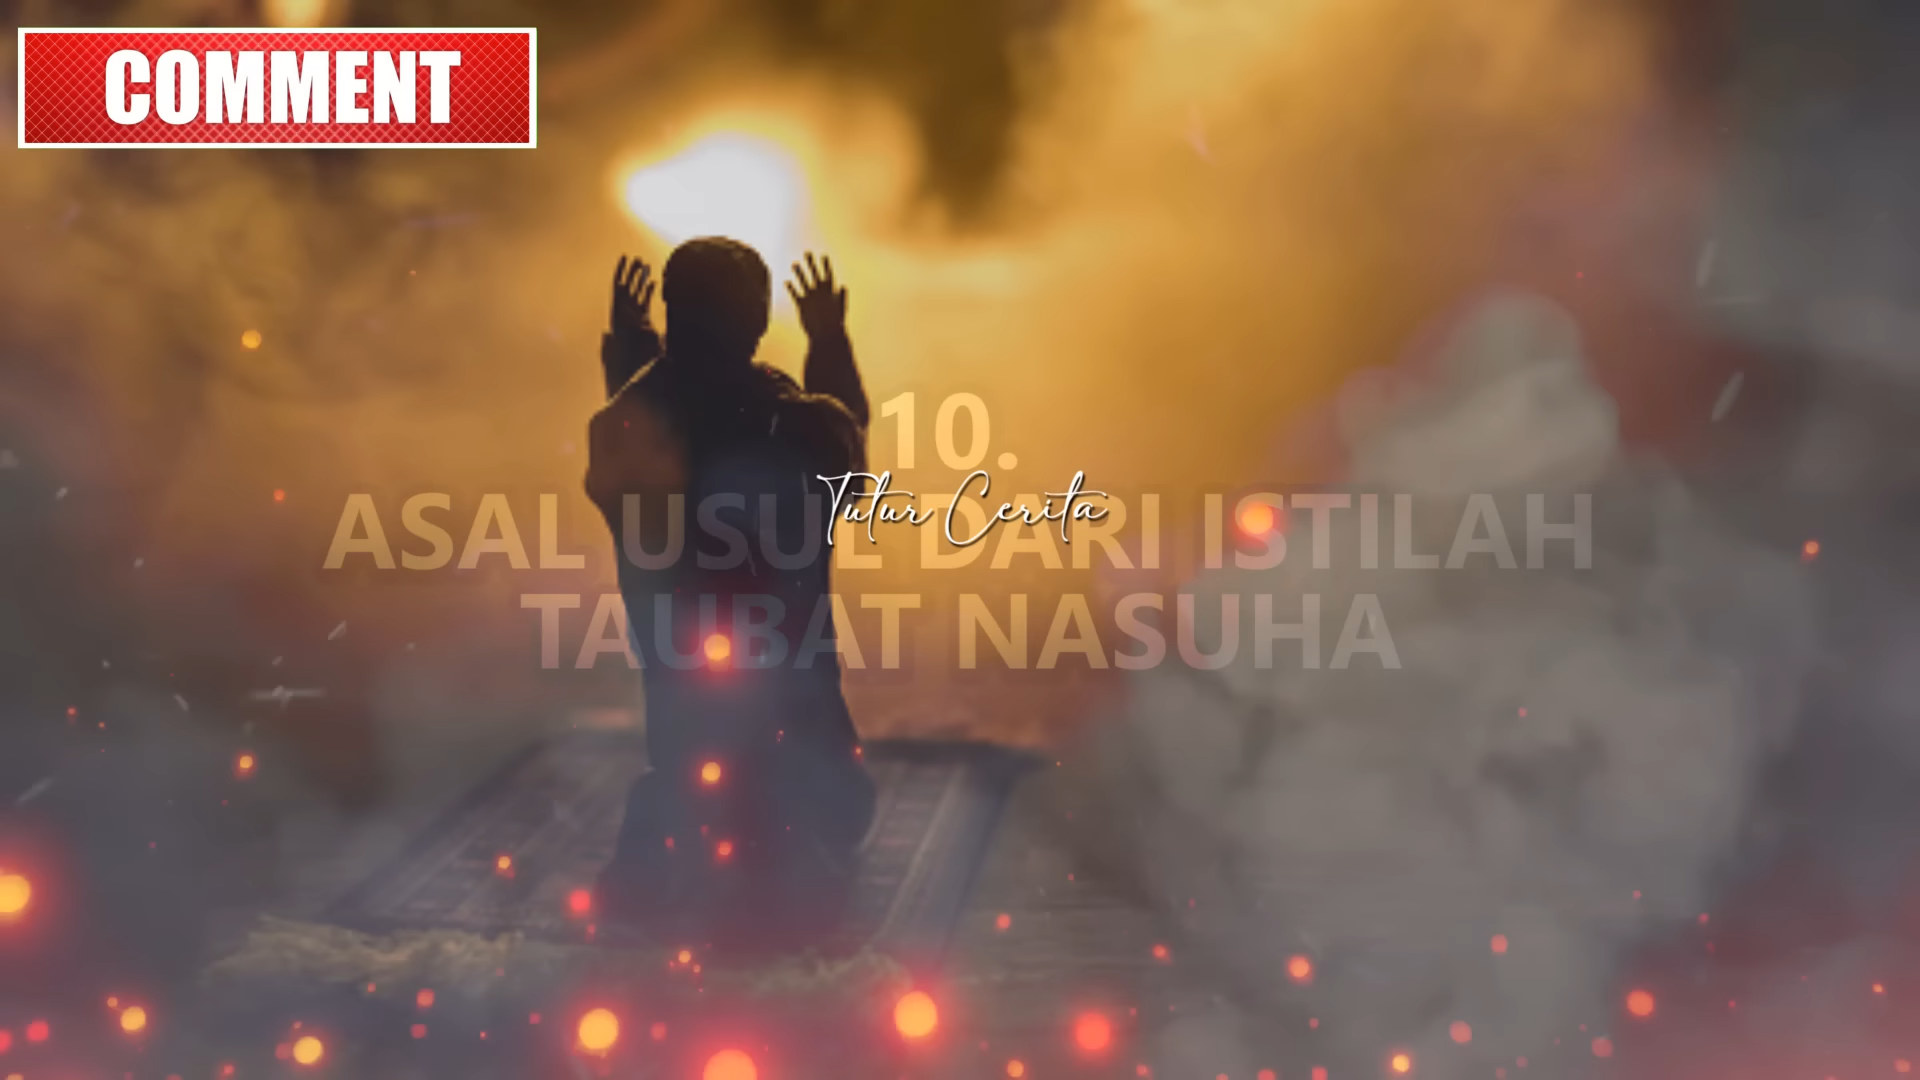 COMMENT
10.
Tutur Cerita
ASAL USUL DARI ISTILAH
TAUBAT NASUHA